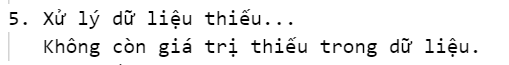 5. Xử lý dữ liệu thiếu...
Không còn giá trị thiếu trong dữ liệu.